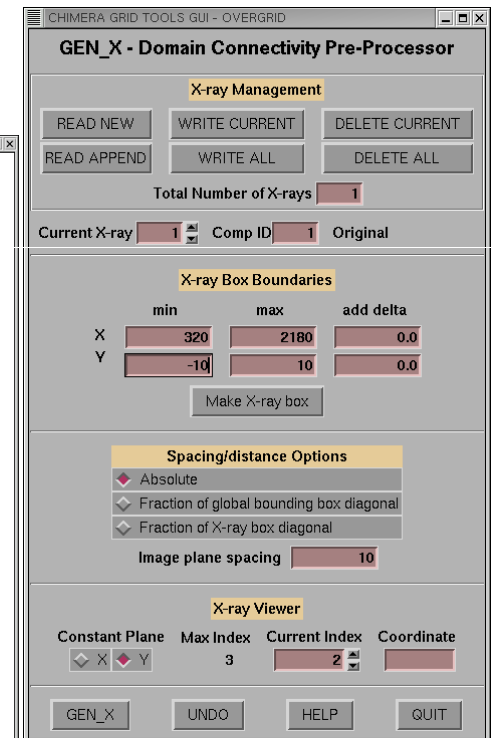 CHIMERA GRID TOOLS GUI - OVERGRID
GEN_X - Domain Connectivity Pre-Processor
X-ray Management
READ NEW WRITE CURRENT DELETE CURRENT
READ APPEND WRITE ALL DELETE ALL
Total Number of X-rays 1
Current X-ray 1 Comp ID 1 Original
X-ray Box Boundaries
min max add delta
X 320 2180 0.0
Y -10 10 0.0
Make X-ray box
Spacing/distance Options
Absolute
Fraction of global bounding box diagonal
Fraction of X-ray box diagonal
Image plane spacing 10
X-ray Viewer
Constant Plane Max Index Current Index Coordinate
X Y 3 2
GEN_X UNDO HELP QUIT